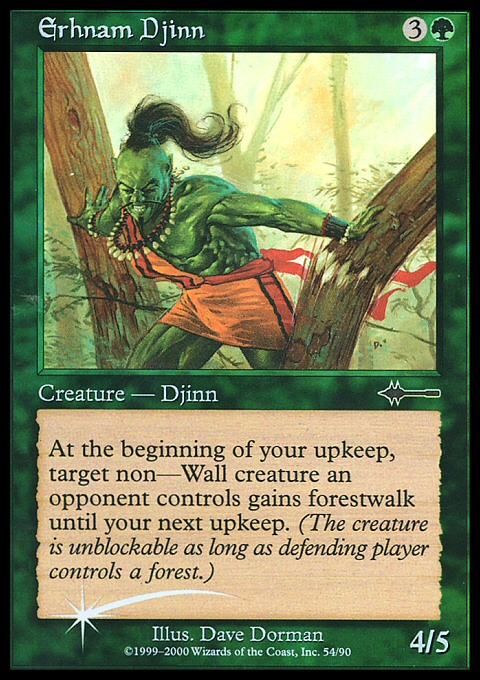 Erhnam Djinn
3
Creature — Djinn
At the beginning of your upkeep,
target non—Wall creature an
opponent controls gains forestwalk
until your next upkeep. (The creature
is unblockable as long as defending player
controls a forest.)
Illus. Dave Dorman
©1999–2000 Wizards of the Coast, Inc. 54/90
4/5